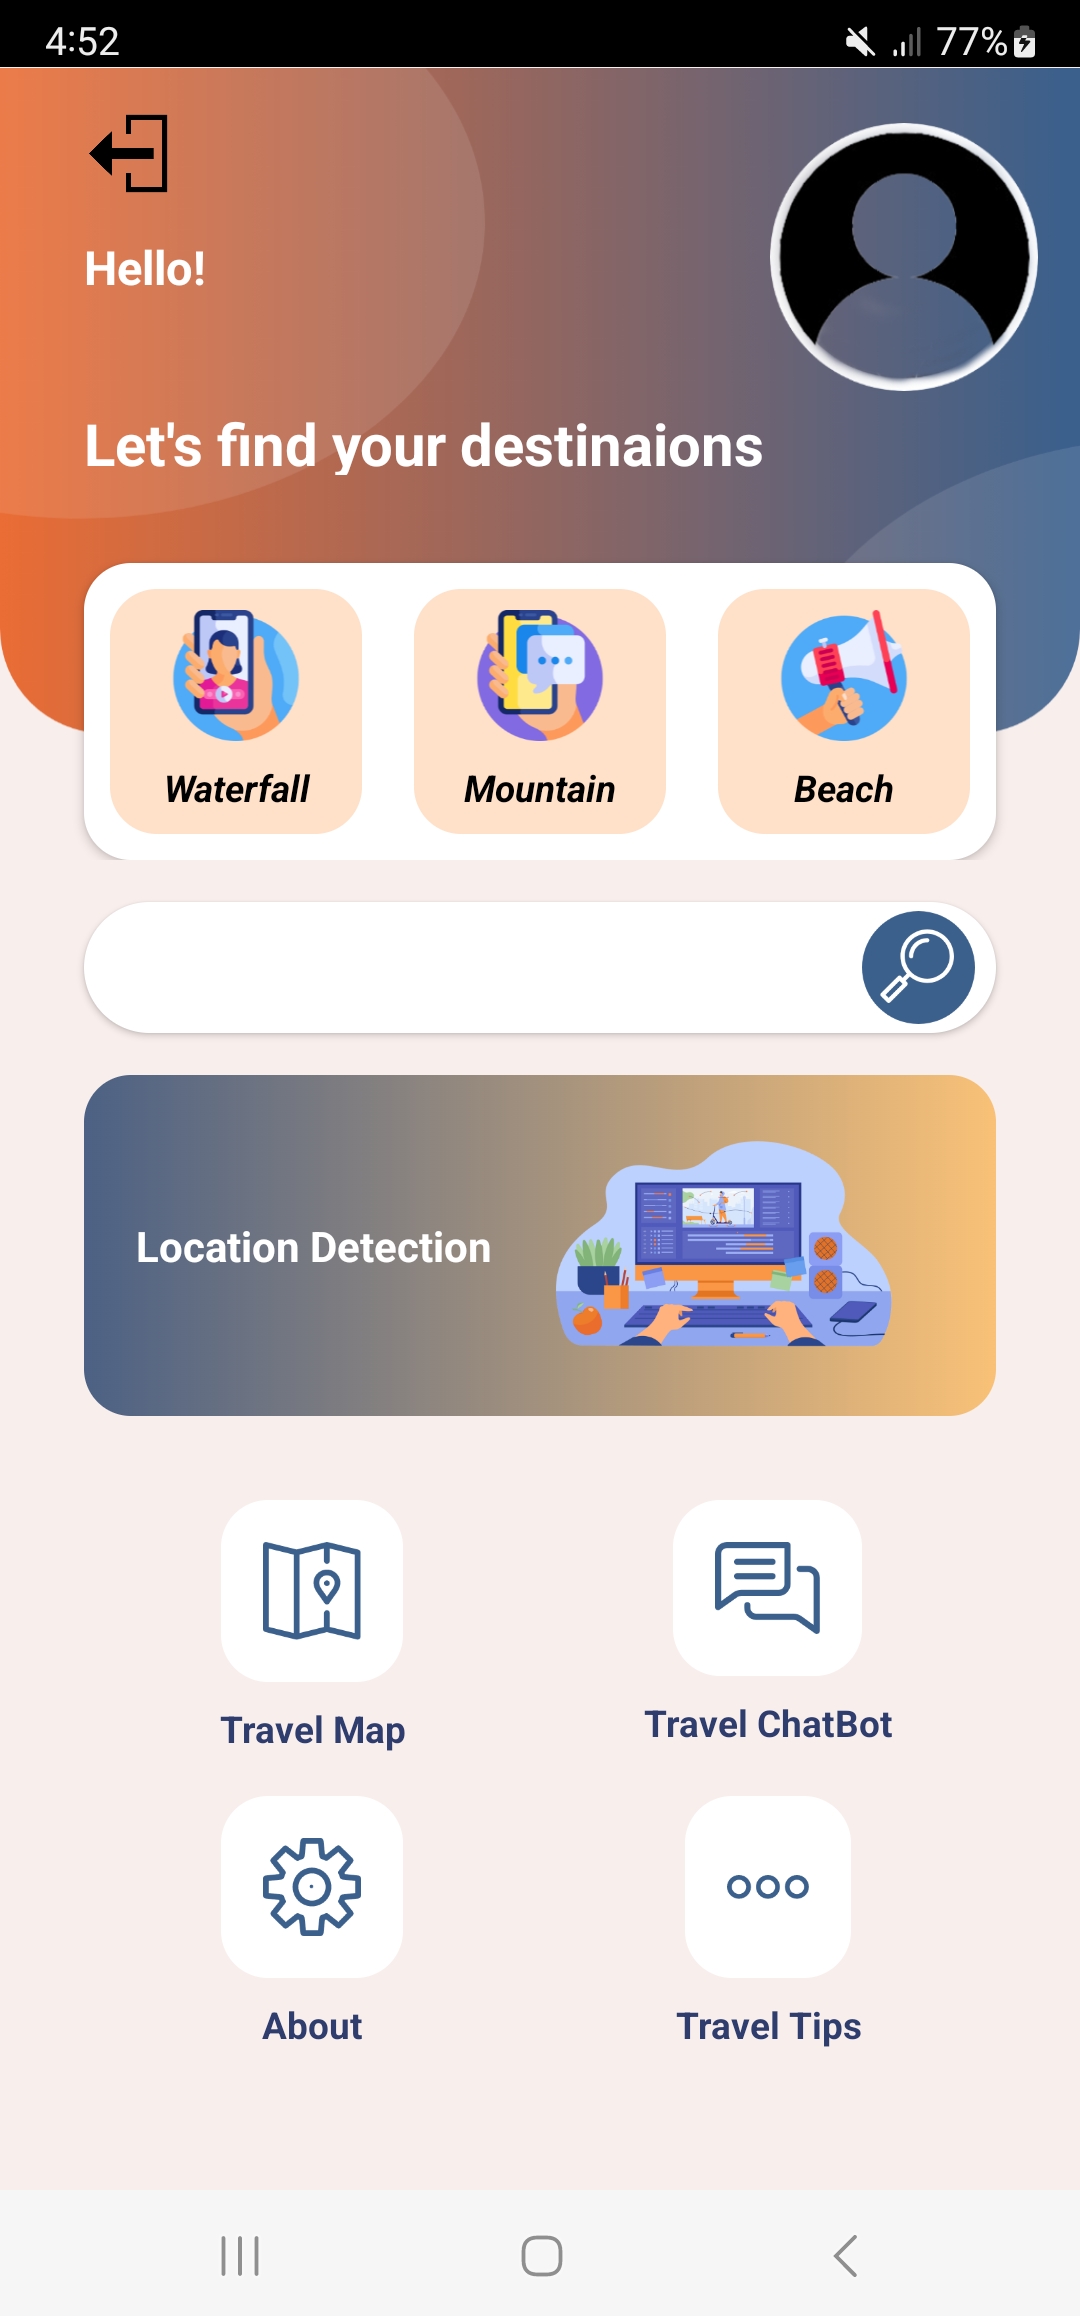 4:52
77%
Hello!
Let's find your destinaions
Waterfall
Mountain
Beach
Location Detection
Travel Map
Travel ChatBot
About
Travel Tips